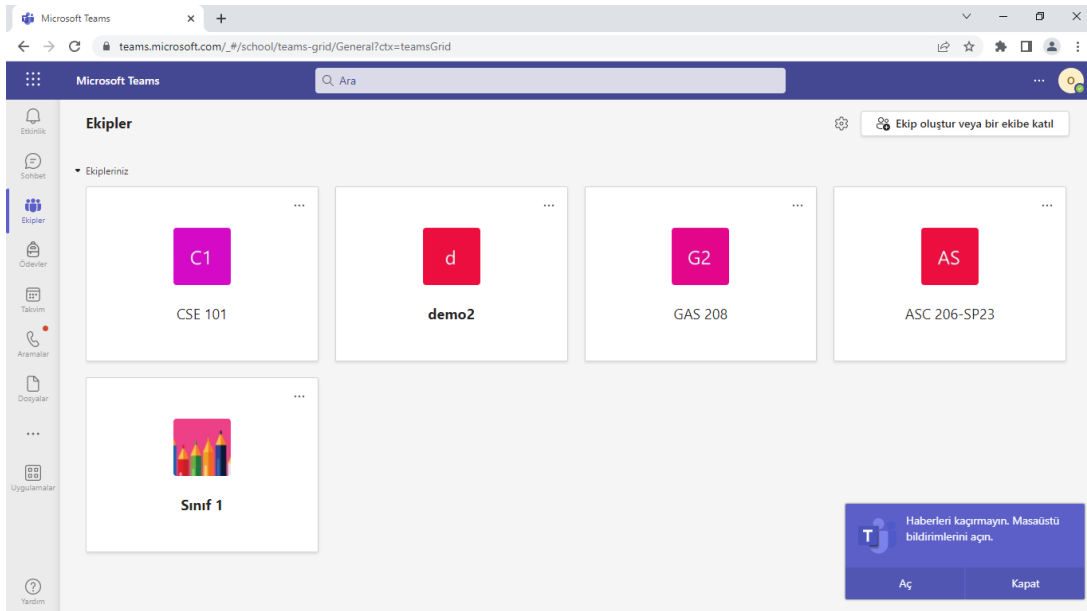 Microsoft Teams
teams.microsoft.com/_#/school/teams-grid/General?ctx=teamsGrid
Microsoft Teams
Ara
O
Etkinlik
Sohbet
Ekipler
Ödevler
Takvim
Aramalar
Dosyalar
Uygulamalar
Yardım
Ekipler
Ekip oluştur veya bir ekibe katıl
Ekipleriniz
C1
CSE 101
d
demo2
G2
GAS 208
AS
ASC 206-SP23
Sınıf 1
T
Haberleri kaçırmayın. Masaüstü
bildirimlerini açın.
Aç
Kapat